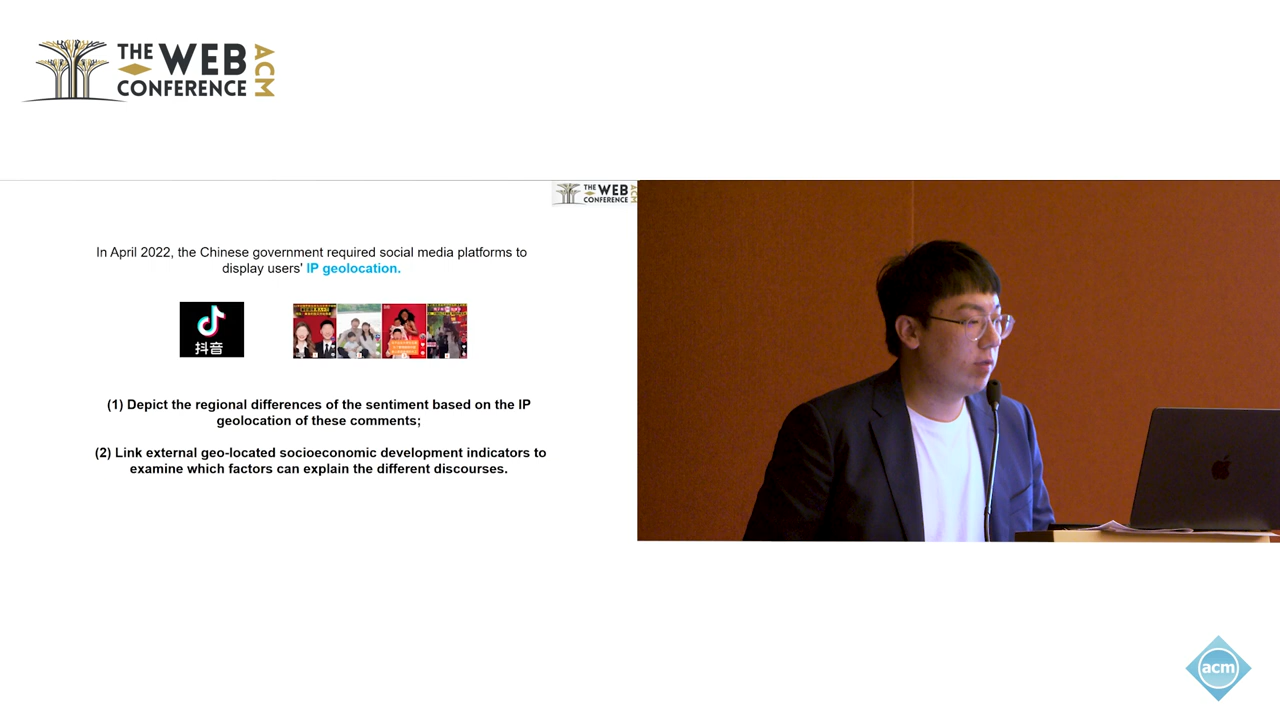 THE WEB
CONFERENCE
ACM
THE WEB
CONFERENCE
ACM
In April 2022, the Chinese government required social media platforms to
display users' IP geolocation.
抖音
(1) Depict the regional differences of the sentiment based on the IP
geolocation of these comments;
(2) Link external geo-located socioeconomic development indicators to
examine which factors can explain the different discourses.
acm